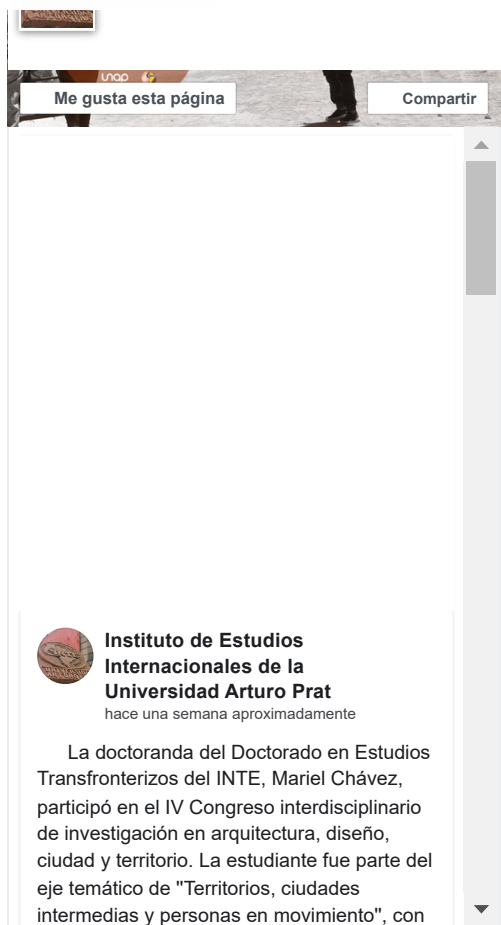 unap
Me gusta esta página
Compartir
Instituto de Estudios
Internacionales de la
Universidad Arturo Prat
hace una semana aproximadamente
La doctoranda del Doctorado en Estudios
Transfronterizos del INTE, Mariel Chávez,
participó en el IV Congreso interdisciplinario
de investigación en arquitectura, diseño,
ciudad y territorio. La estudiante fue parte del
eje temático de "Territorios, ciudades
intermedias y personas en movimiento", con